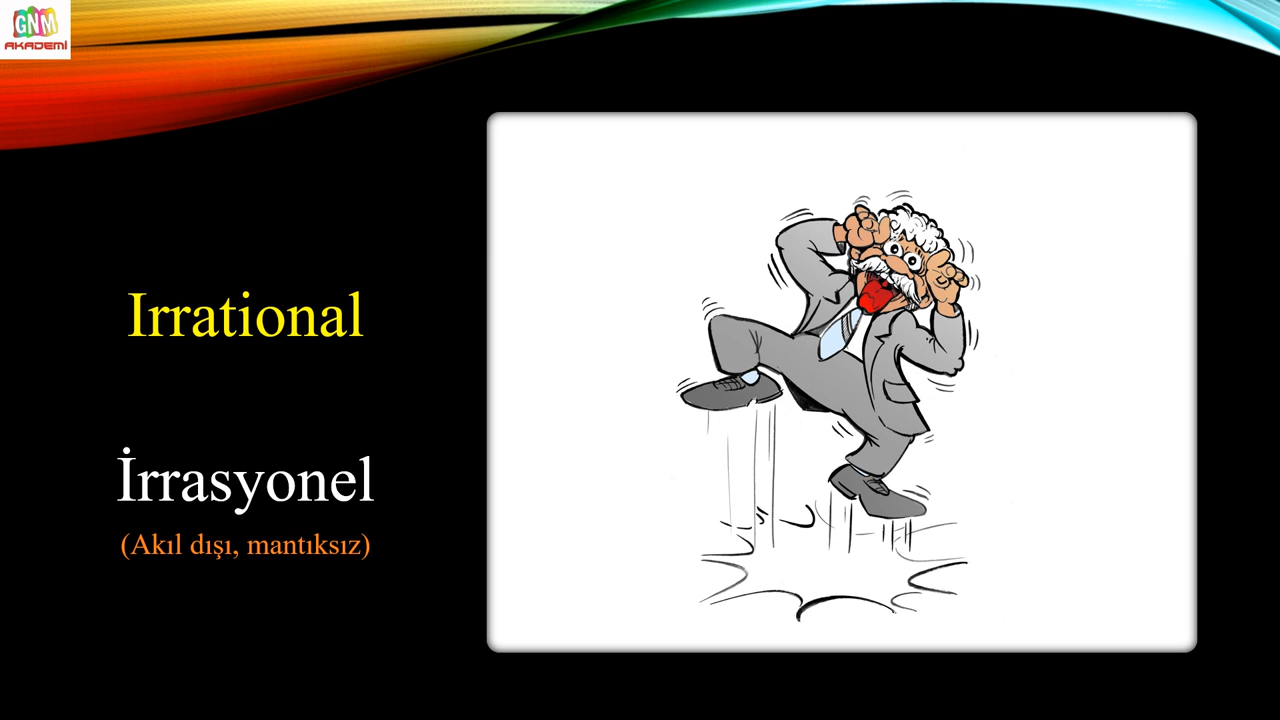 GNM
AKADEMİ
Irrational
İrrasyonel
(Akıl dışı, mantıksız)